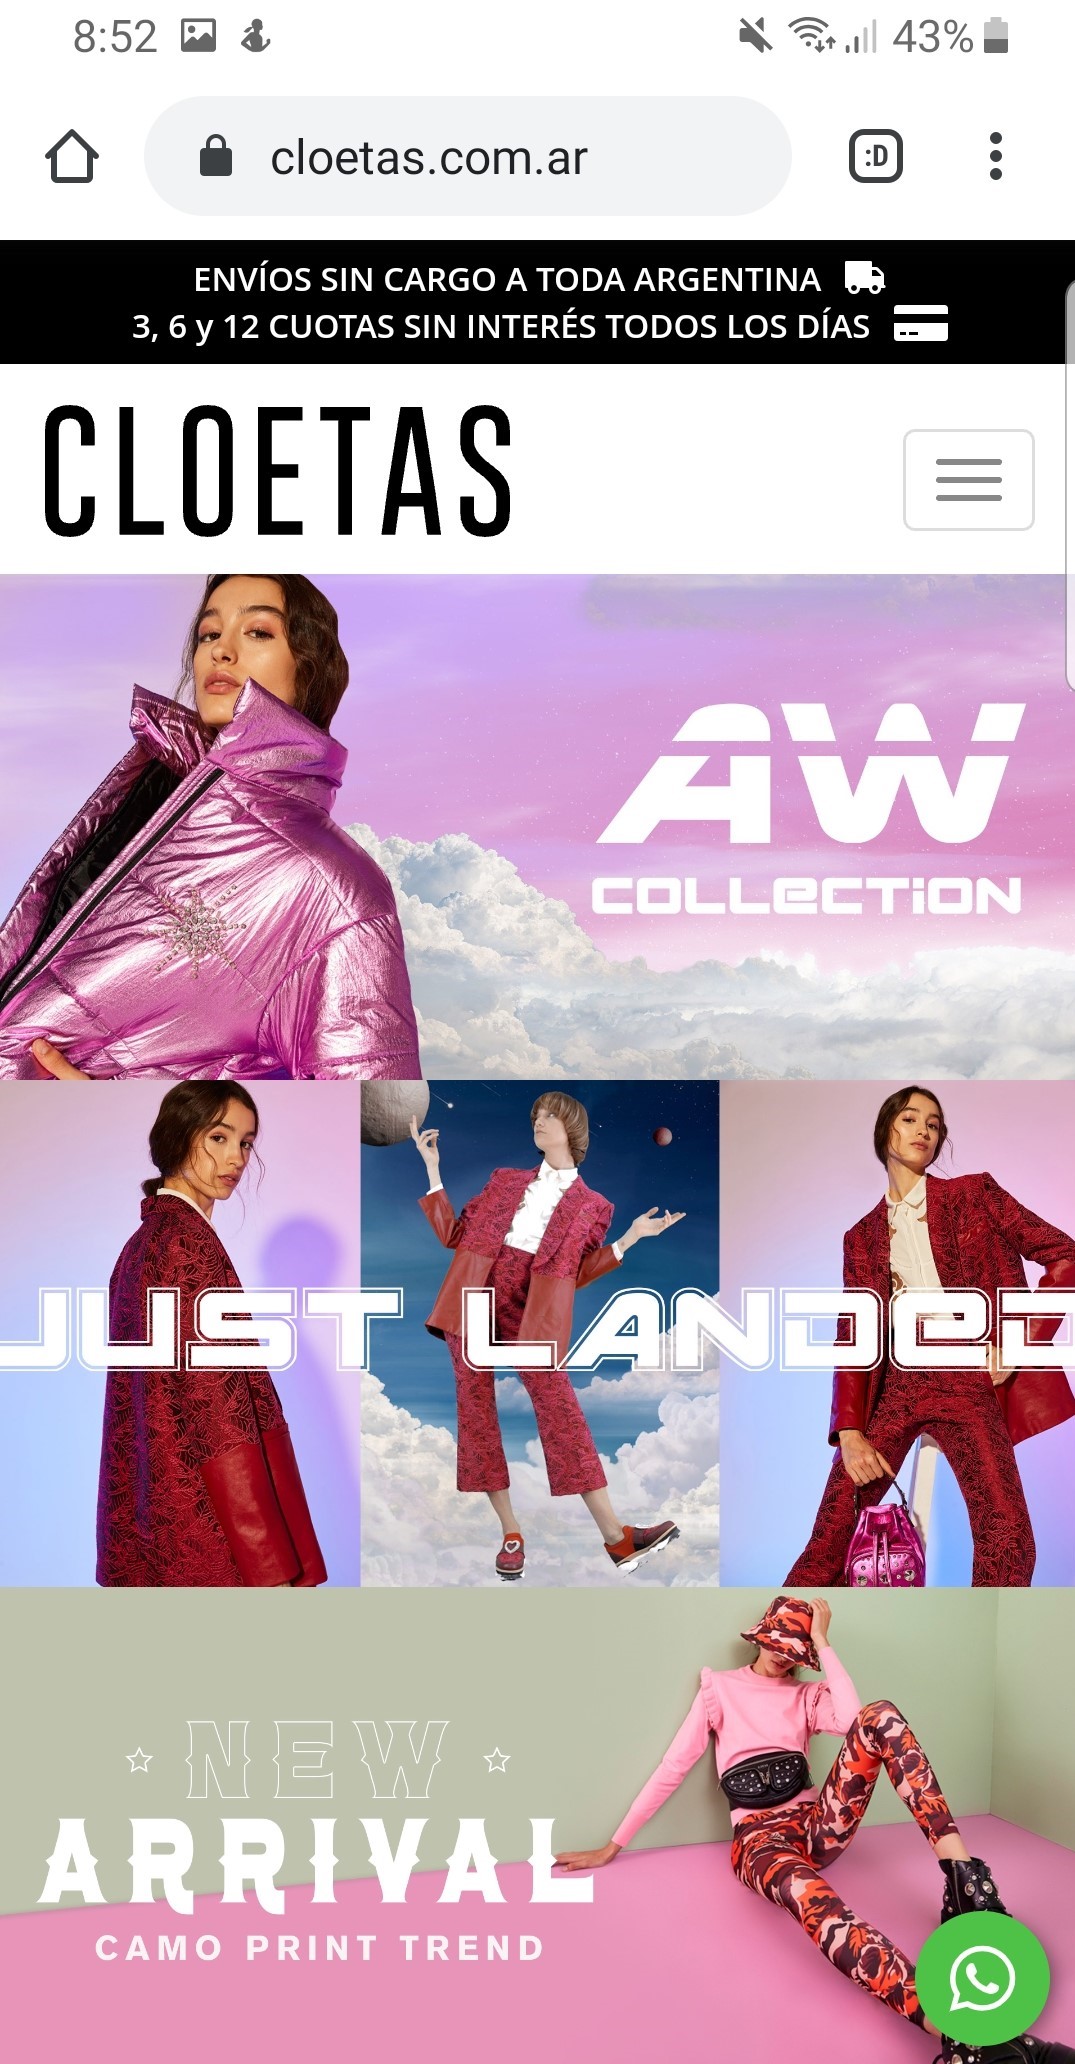 8:52
43%
cloetas.com.ar
:D
ENVÍOS SIN CARGO A TODA ARGENTINA
3, 6 y 12 CUOTAS SIN INTERÉS TODOS LOS DÍAS
CLOETAS
AW
COLLECTION
JUST LANDED
NEW
ARRIVAL
CAMO PRINT TREND